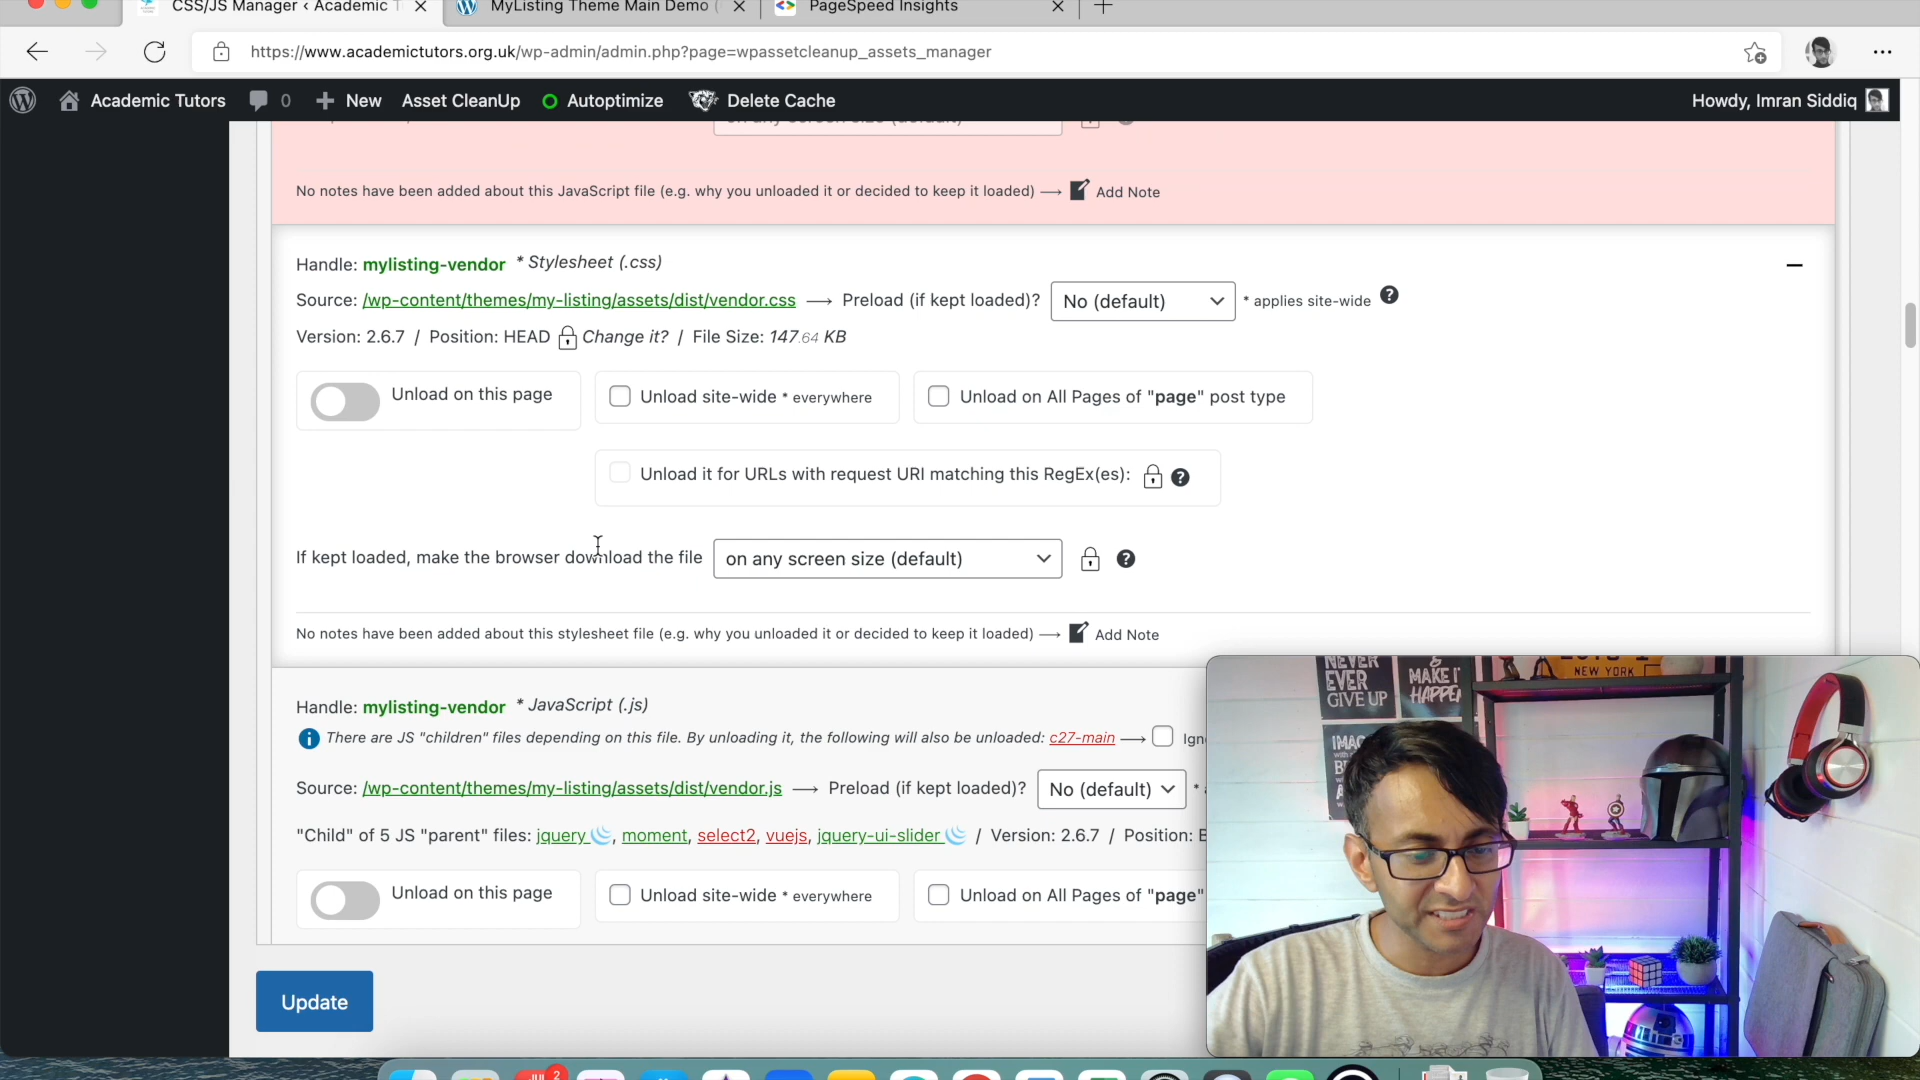 CSS/JS Manager ‹ Academic T
MyListing Theme Main Demo (
PageSpeed Insights
https://www.academictutors.org.uk/wp-admin/admin.php?page=wpassetcleanup_assets_manager
Academic Tutors
0
New
Asset CleanUp
Autoptimize
Delete Cache
Howdy, Imran Siddiq
on any screen size (default)
No notes have been added about this JavaScript file (e.g. why you unloaded it or decided to keep it loaded) ⟶ Add Note
Handle: mylisting-vendor * Stylesheet (.css)
Source: /wp-content/themes/my-listing/assets/dist/vendor.css ⟶ Preload (if kept loaded)? No (default) * applies site-wide ?
Version: 2.6.7 / Position: HEAD Change it? / File Size: 147.64 KB
Unload on this page
Unload site-wide * everywhere
Unload on All Pages of "page" post type
Unload it for URLs with request URI matching this RegEx(es): ?
If kept loaded, make the browser download the file on any screen size (default) ?
No notes have been added about this stylesheet file (e.g. why you unloaded it or decided to keep it loaded) ⟶ Add Note
Handle: mylisting-vendor * JavaScript (.js)
There are JS "children" files depending on this file. By unloading it, the following will also be unloaded: c27-main ⟶ Ign
Source: /wp-content/themes/my-listing/assets/dist/vendor.js ⟶ Preload (if kept loaded)? No (default) *
"Child" of 5 JS "parent" files: jquery, moment, select2, vuejs, jquery-ui-slider / Version: 2.6.7 / Position: B
Unload on this page
Unload site-wide * everywhere
Unload on All Pages of "page"
Update
NEVER
EVER
GIVE UP
&
MAKE IT
HAPPEN
NEW YORK
2